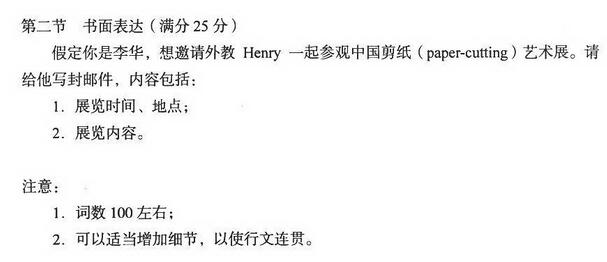 第二节 书面表达（满分25分）
假定你是李华，想邀请外教 Henry 一起参观中国剪纸（paper-cutting）艺术展。请
给他写封邮件，内容包括：
1. 展览时间、地点；
2. 展览内容。
注意：
1. 词数100左右；
2. 可以适当增加细节，以使行文连贯。